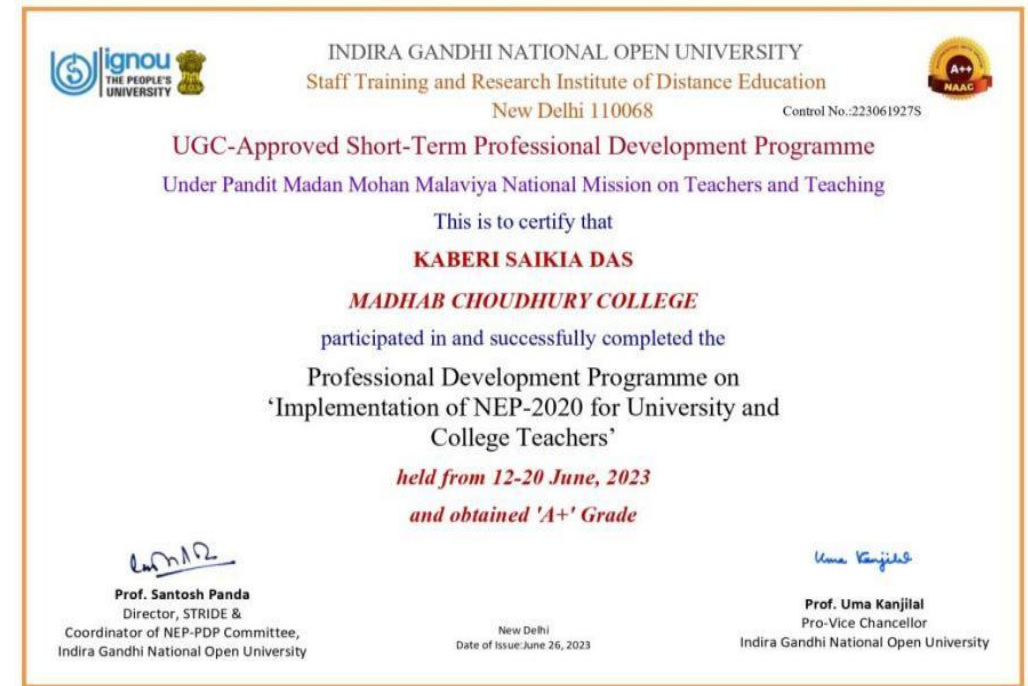 ignou
THE PEOPLE'S
UNIVERSITY
INDIRA GANDHI NATIONAL OPEN UNIVERSITY
Staff Training and Research Institute of Distance Education
New Delhi 110068
A++
NAAC
Control No.:223061927S
UGC-Approved Short-Term Professional Development Programme
Under Pandit Madan Mohan Malaviya National Mission on Teachers and Teaching
This is to certify that
KABERI SAIKIA DAS
MADHAB CHOUDHURY COLLEGE
participated in and successfully completed the
Professional Development Programme on
‘Implementation of NEP-2020 for University and
College Teachers’
held from 12-20 June, 2023
and obtained 'A+' Grade
Prof. Santosh Panda
Director, STRIDE &
Coordinator of NEP-PDP Committee,
Indira Gandhi National Open University
New Delhi
Date of Issue:June 26, 2023
Uma Kanjilal
Prof. Uma Kanjilal
Pro-Vice Chancellor
Indira Gandhi National Open University